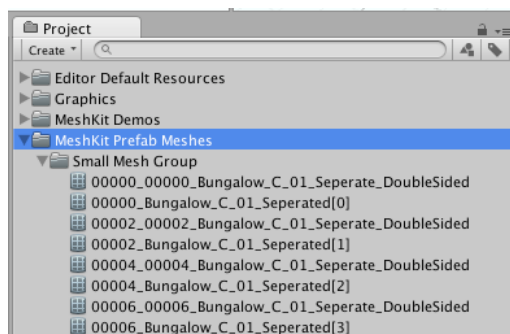 Project
Create
Editor Default Resources
Graphics
MeshKit Demos
MeshKit Prefab Meshes
Small Mesh Group
00000_00000_Bungalow_C_01_Seperate_DoubleSided
00000_Bungalow_C_01_Seperated[0]
00002_00002_Bungalow_C_01_Seperate_DoubleSided
00002_Bungalow_C_01_Seperated[1]
00004_00004_Bungalow_C_01_Seperate_DoubleSided
00004_Bungalow_C_01_Seperated[2]
00006_00006_Bungalow_C_01_Seperate_DoubleSided
00006_Bungalow_C_01_Seperated[3]